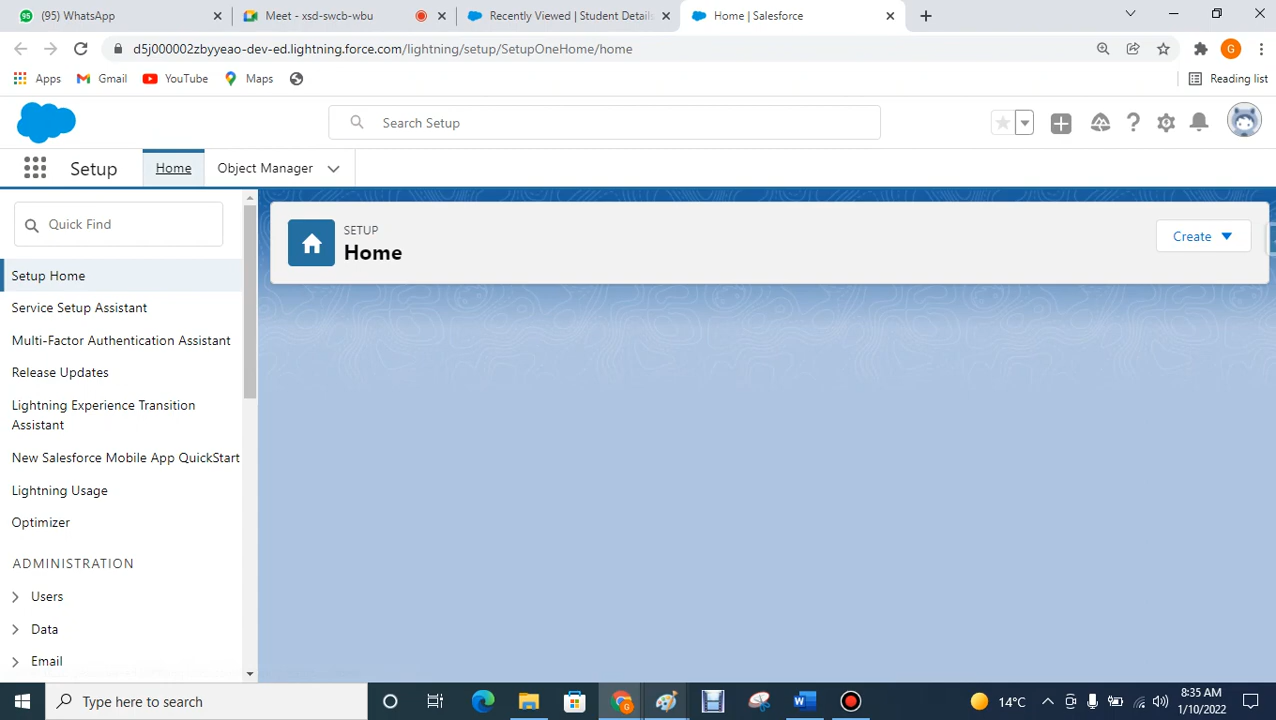 95
(95) WhatsApp
Meet - xsd-swcb-wbu
Recently Viewed | Student Details
Home | Salesforce
d5j000002zbyyeao-dev-ed.lightning.force.com/lightning/setup/SetupOneHome/home
G
Apps
Gmail
YouTube
Maps
Reading list
Search Setup
Setup
Home
Object Manager
Quick Find
SETUP
Home
Create
Setup Home
Service Setup Assistant
Multi-Factor Authentication Assistant
Release Updates
Lightning Experience Transition
Assistant
New Salesforce Mobile App QuickStart
Lightning Usage
Optimizer
ADMINISTRATION
Users
Data
Email
Type here to search
14°C
8:35 AM
1/10/2022